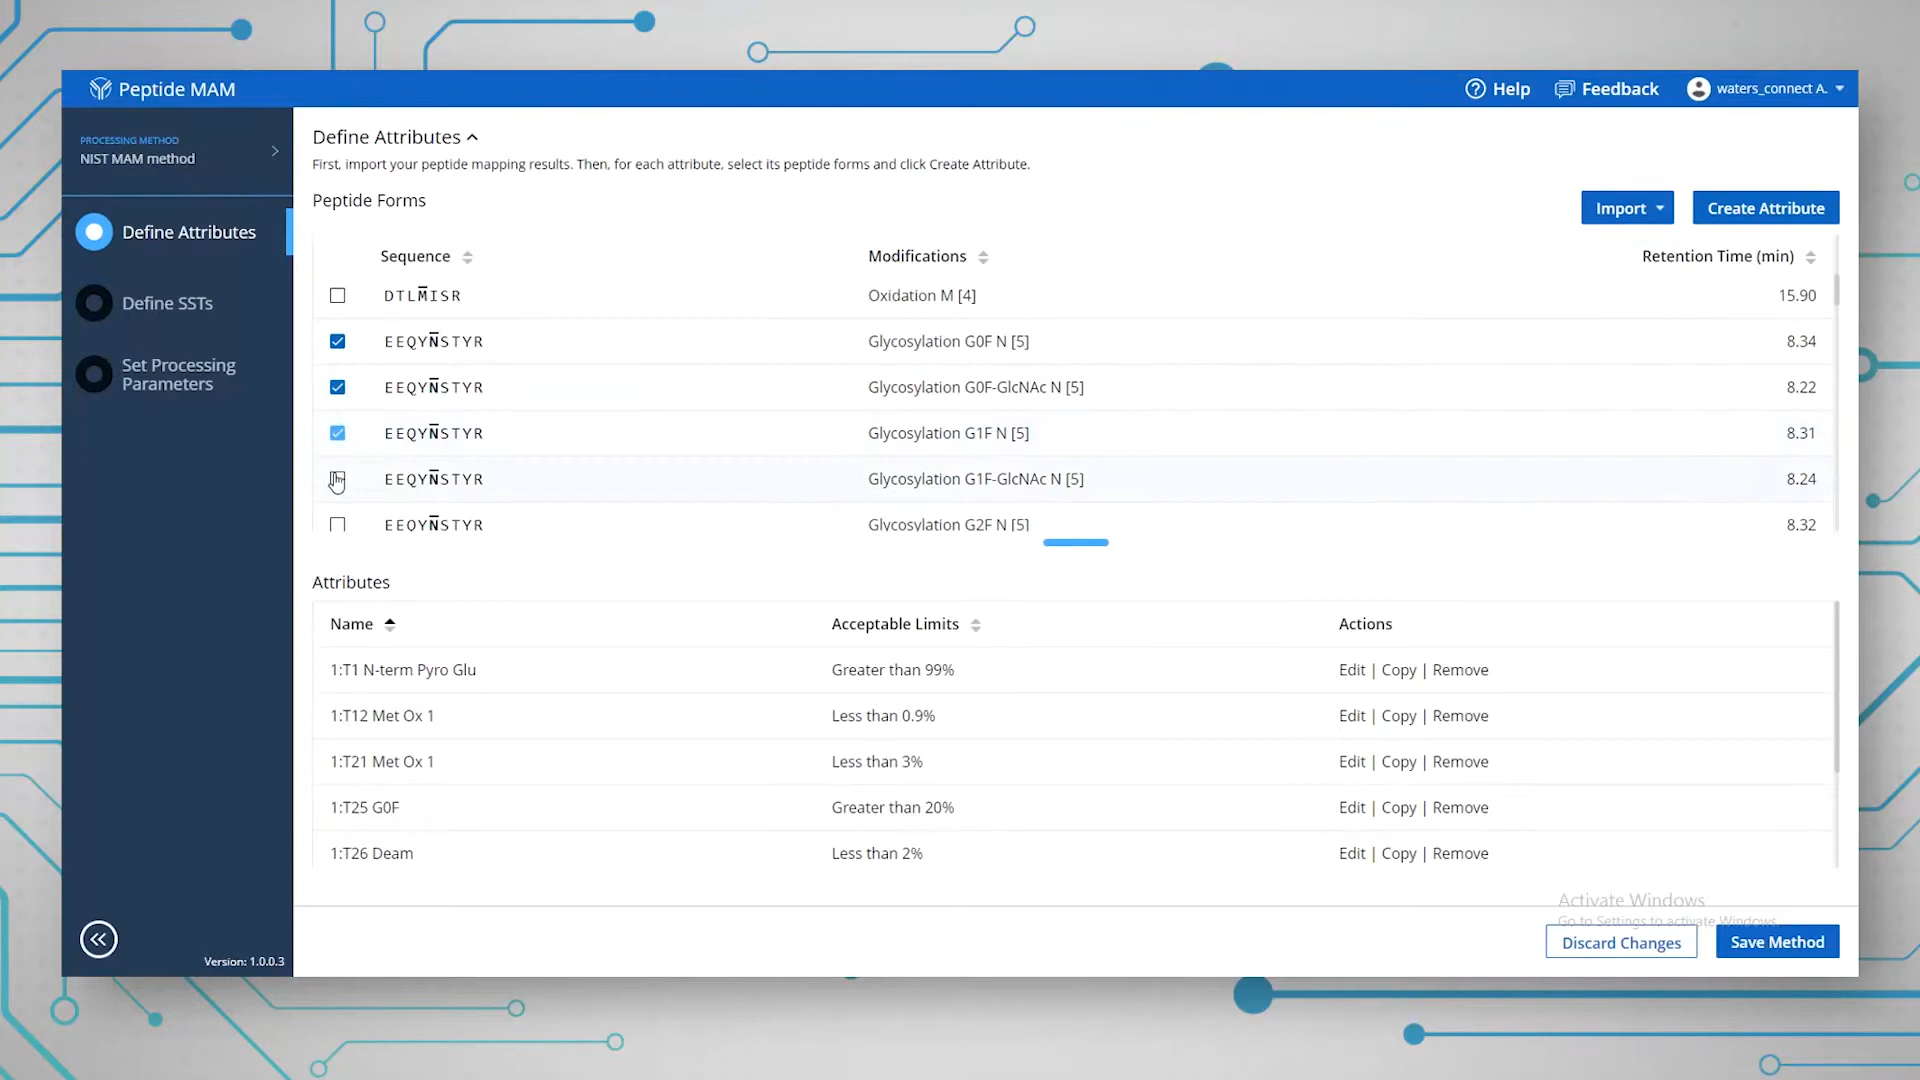 Peptide MAM
Help
Feedback
waters_connect A.
PROCESSING METHOD
NIST MAM method
Define Attributes
Define SSTs
Set Processing
Parameters
Version: 1.0.0.3
Define Attributes
First, import your peptide mapping results. Then, for each attribute, select its peptide forms and click Create Attribute.
Peptide Forms
Import
Create Attribute
Sequence Modifications Retention Time (min)
DTLMISR Oxidation M [4] 15.90
EEQYNSTYR Glycosylation G0F N [5] 8.34
EEQYNSTYR Glycosylation G0F-GlcNAc N [5] 8.22
EEQYNSTYR Glycosylation G1F N [5] 8.31
EEQYNSTYR Glycosylation G1F-GlcNAc N [5] 8.24
EEQYNSTYR Glycosylation G2F N [5] 8.32
Attributes
Name Acceptable Limits Actions
1:T1 N-term Pyro Glu Greater than 99% Edit | Copy | Remove
1:T12 Met Ox 1 Less than 0.9% Edit | Copy | Remove
1:T21 Met Ox 1 Less than 3% Edit | Copy | Remove
1:T25 G0F Greater than 20% Edit | Copy | Remove
1:T26 Deam Less than 2% Edit | Copy | Remove
Activate Windows
Go to Settings to activate Windows.
Discard Changes
Save Method